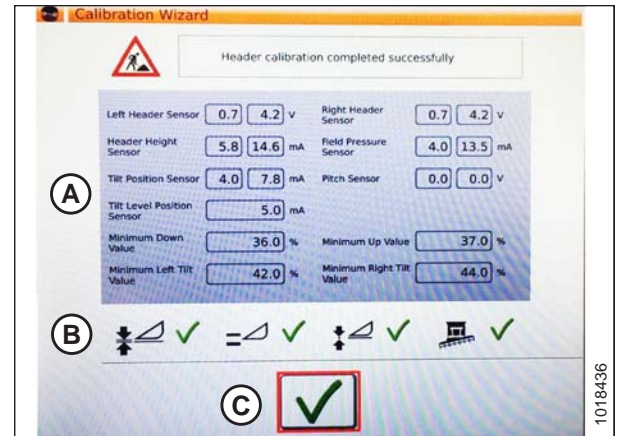 Calibration Wizard
Header calibration completed successfully
Left Header Sensor 0.7 4.2 v Right Header Sensor 0.7 4.2 v
Header Height Sensor 5.8 14.6 mA Field Pressure Sensor 4.0 13.5 mA
Tilt Position Sensor 4.0 7.8 mA Pitch Sensor 0.0 0.0 v
Tilt Level Position Sensor 5.0 mA
Minimum Down Value 36.0 % Minimum Up Value 37.0 %
Minimum Left Tilt Value 42.0 % Minimum Right Tilt Value 44.0 %
A
B
C
1018436